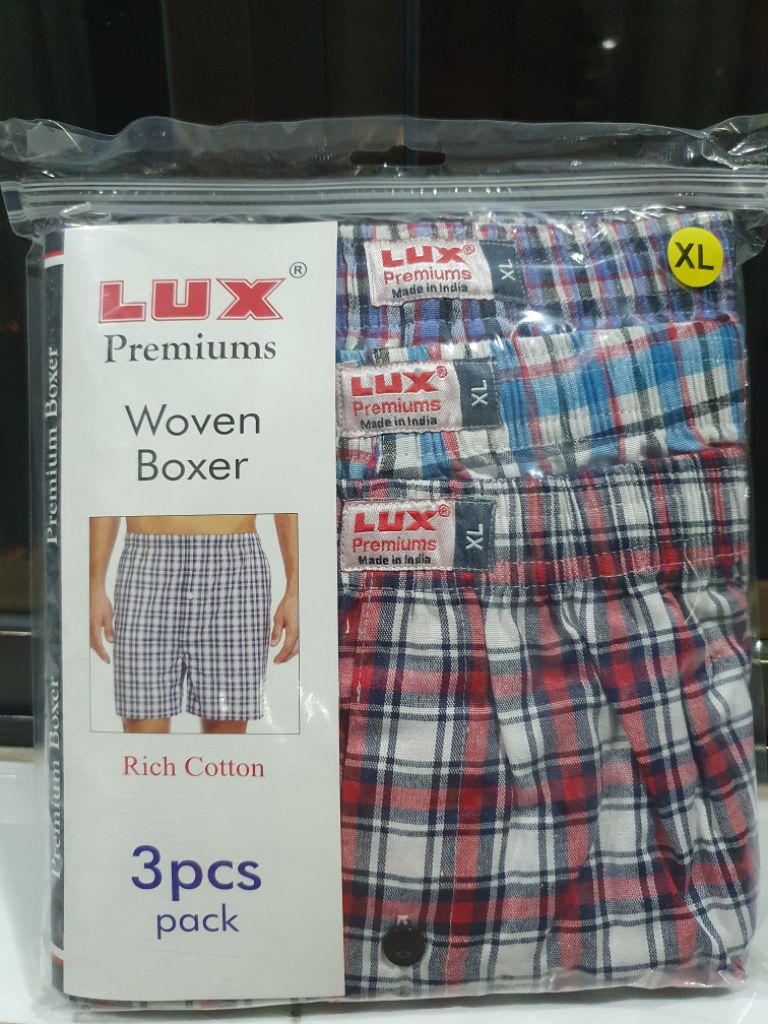 LUX®
Premiums
Woven
Boxer
Rich Cotton
3pcs
pack
Premium Boxer
Premium Boxer
XL
LUX®
Premiums
Made in India
XL
LUX®
Premiums
Made in India
XL
LUX®
Premiums
Made in India
XL